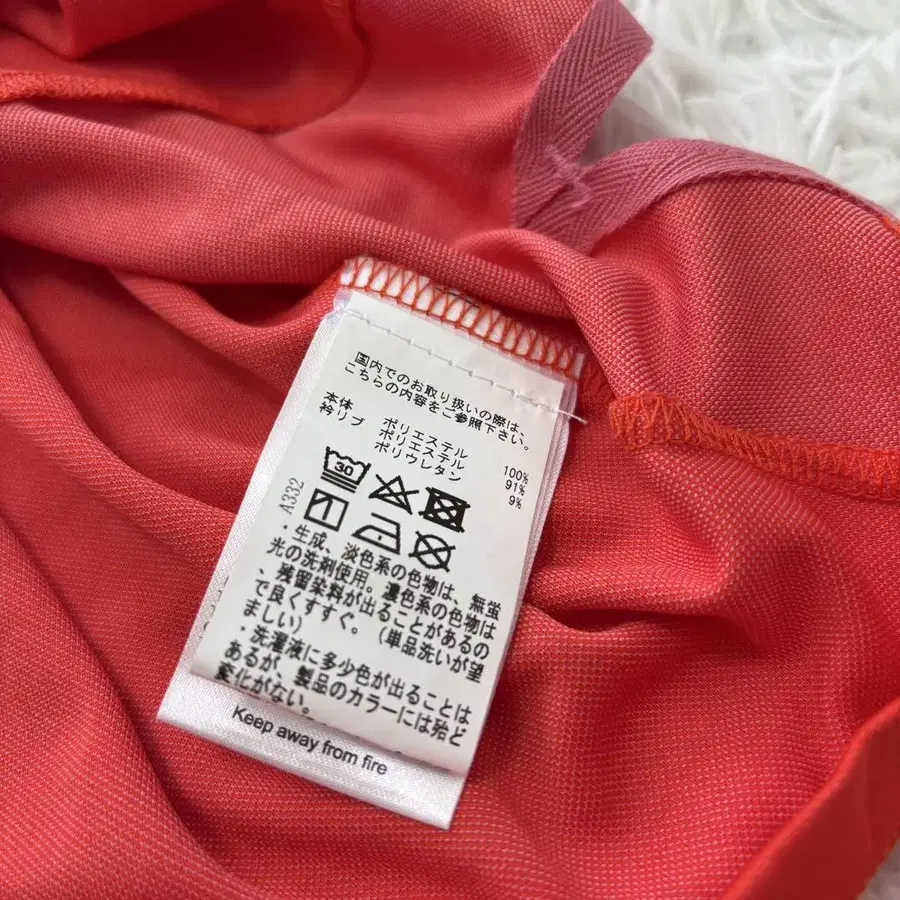 国内でのお取り扱いの際は、
こちらの内容をご参照下さい。
本体 ポリエステル 100%
衿リブ ポリエステル 91%
ポリウレタン 9%
30
A332
・生成、淡色系の色物は、無蛍
光の洗剤使用。濃色系の色物は
、残留染料が出ることがあるの
で良くすすぐ。（単品洗いが望
ましい）
・洗濯液に多少色が出ることは
あるが、製品のカラーには殆ど
変化がない。
Keep away from fire